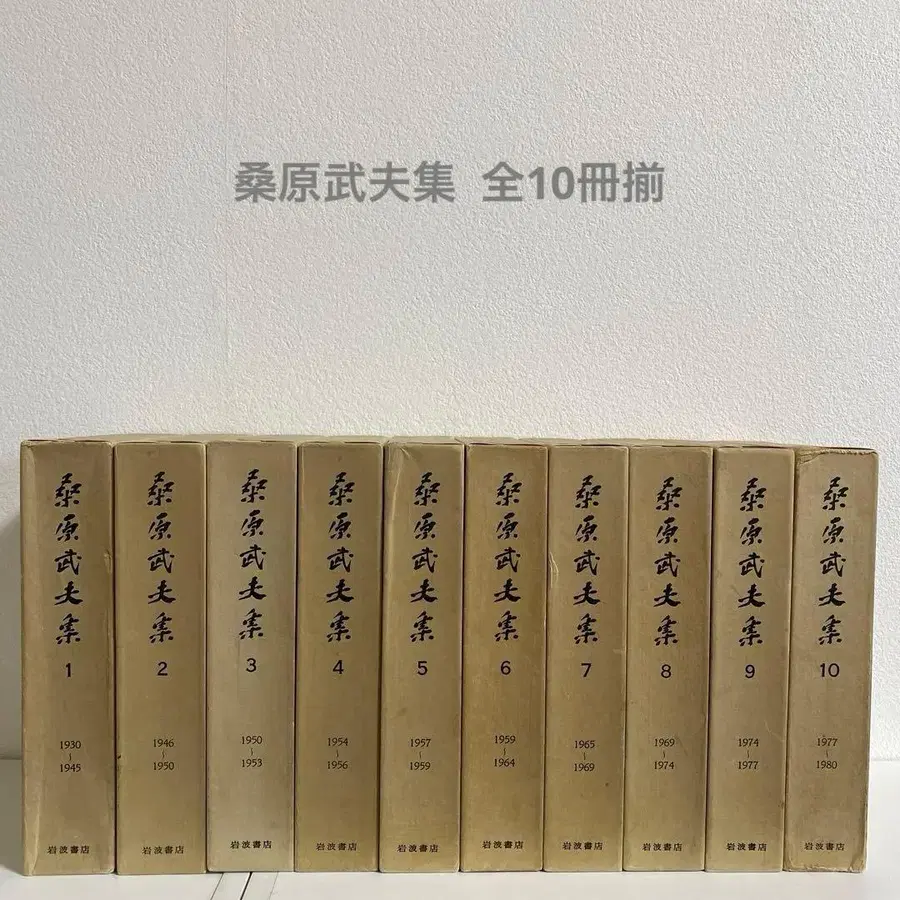 桑原武夫集 全10冊揃
桑原武夫集
1
1930
~
1945
岩波書店
桑原武夫集
2
1946
~
1950
岩波書店
桑原武夫集
3
1950
~
1953
岩波書店
桑原武夫集
4
1954
~
1956
岩波書店
桑原武夫集
5
1957
~
1959
岩波書店
桑原武夫集
6
1959
~
1964
岩波書店
桑原武夫集
7
1965
~
1969
岩波書店
桑原武夫集
8
1969
~
1974
岩波書店
桑原武夫集
9
1974
~
1977
岩波書店
桑原武夫集
10
1977
~
1980
岩波書店